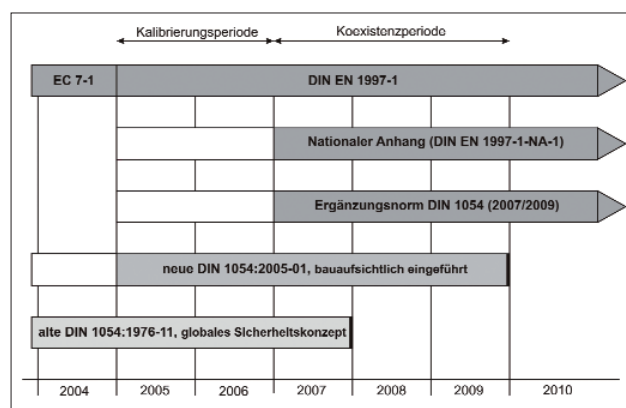 Kalibrierungsperiode Koexistenzperiode
EC 7-1 DIN EN 1997-1
Nationaler Anhang (DIN EN 1997-1-NA-1)
Ergänzungsnorm DIN 1054 (2007/2009)
neue DIN 1054:2005-01, bauaufsichtlich eingeführt
alte DIN 1054:1976-11, globales Sicherheitskonzept
2004 2005 2006 2007 2008 2009 2010